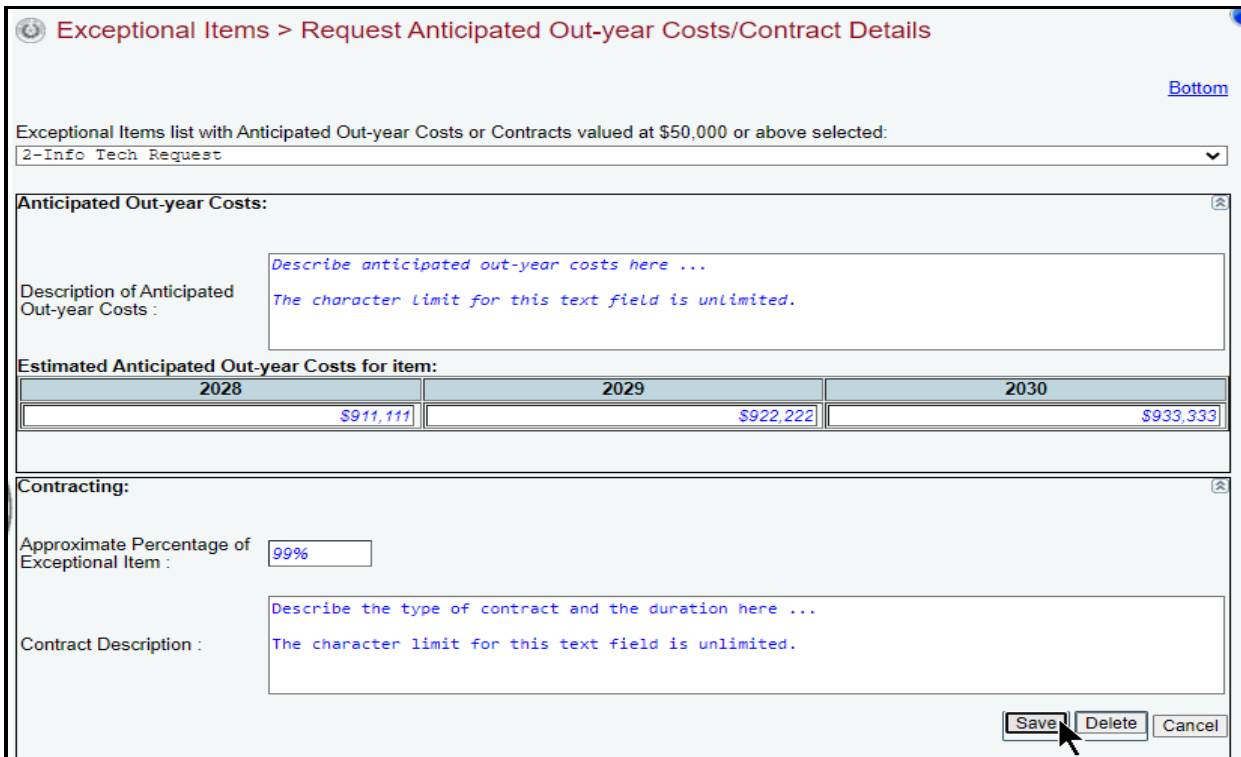 Exceptional Items > Request Anticipated Out-year Costs/Contract Details
Bottom
Exceptional Items list with Anticipated Out-year Costs or Contracts valued at $50,000 or above selected:
2-Info Tech Request
Anticipated Out-year Costs:
Description of Anticipated
Out-year Costs :
Describe anticipated out-year costs here ...
The character limit for this text field is unlimited.
Estimated Anticipated Out-year Costs for item:
2028 2029 2030
$911,111 $922,222 $933,333
Contracting:
Approximate Percentage of
Exceptional Item :
99%
Contract Description :
Describe the type of contract and the duration here ...
The character limit for this text field is unlimited.
Save Delete Cancel